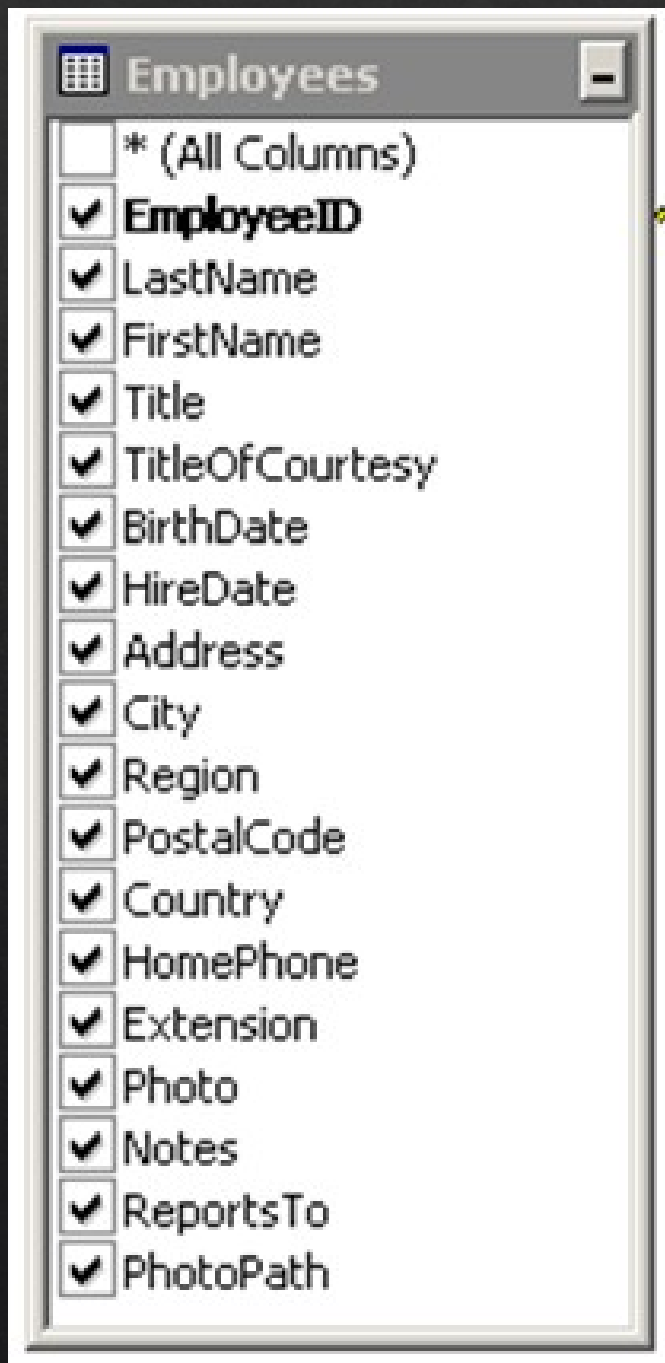 Employees
* (All Columns)
EmployeeID
LastName
FirstName
Title
TitleOfCourtesy
BirthDate
HireDate
Address
City
Region
PostalCode
Country
HomePhone
Extension
Photo
Notes
ReportsTo
PhotoPath